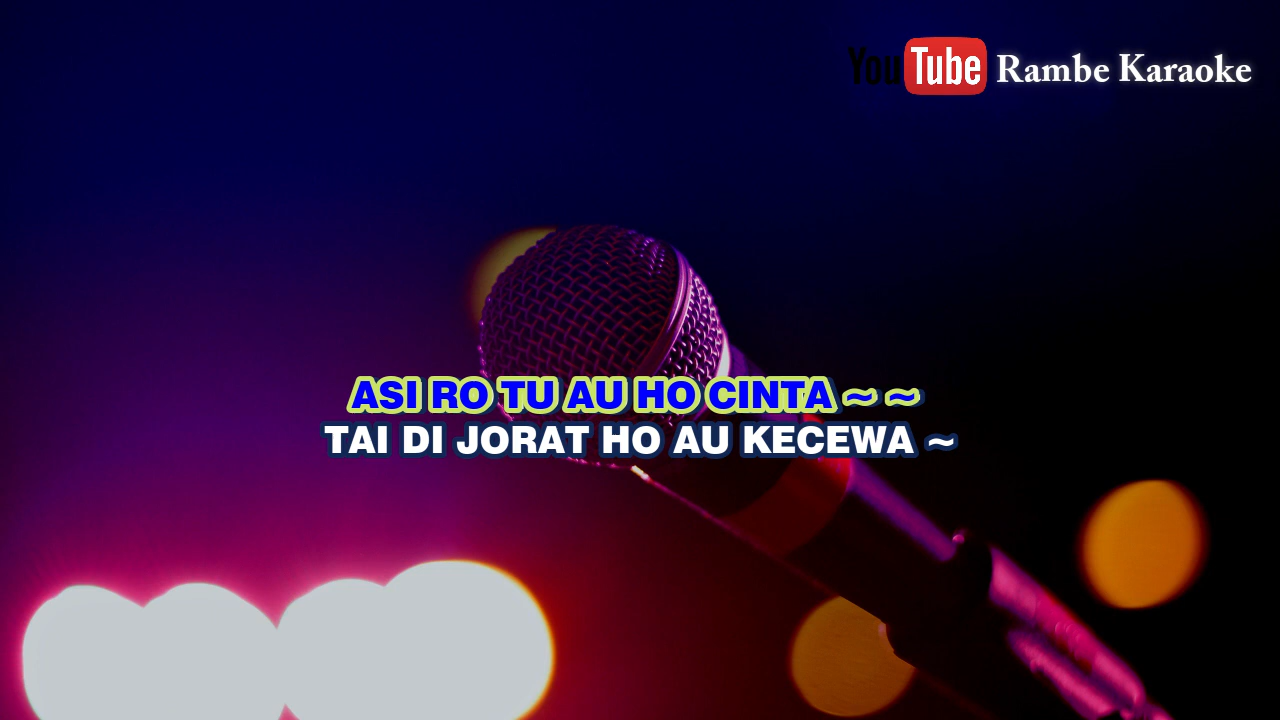 YouTube Rambe Karaoke
ASI RO TU AU HO CINTA ~ ~
TAI DI JORAT HO AU KECEWA ~